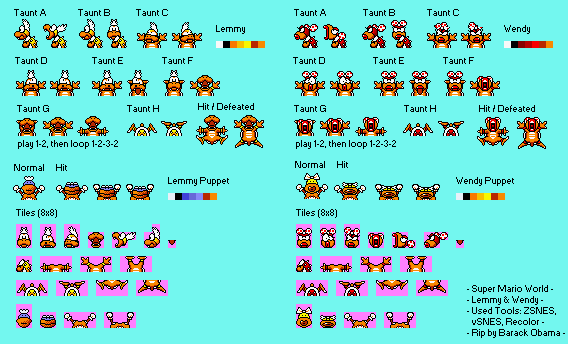 Taunt A Taunt B Taunt C
Lemmy
Taunt D Taunt E Taunt F
Taunt G Taunt H Hit / Defeated
play 1-2, then loop 1-2-3-2
Normal Hit
Lemmy Puppet
Tiles (8x8)
Taunt A Taunt B Taunt C
Wendy
Taunt D Taunt E Taunt F
Taunt G Taunt H Hit / Defeated
play 1-2, then loop 1-2-3-2
Normal Hit
Wendy Puppet
Tiles (8x8)
- Super Mario World -
- Lemmy & Wendy -
- Used Tools: ZSNES,
vSNES, Recolor -
- Rip by Barack Obama -